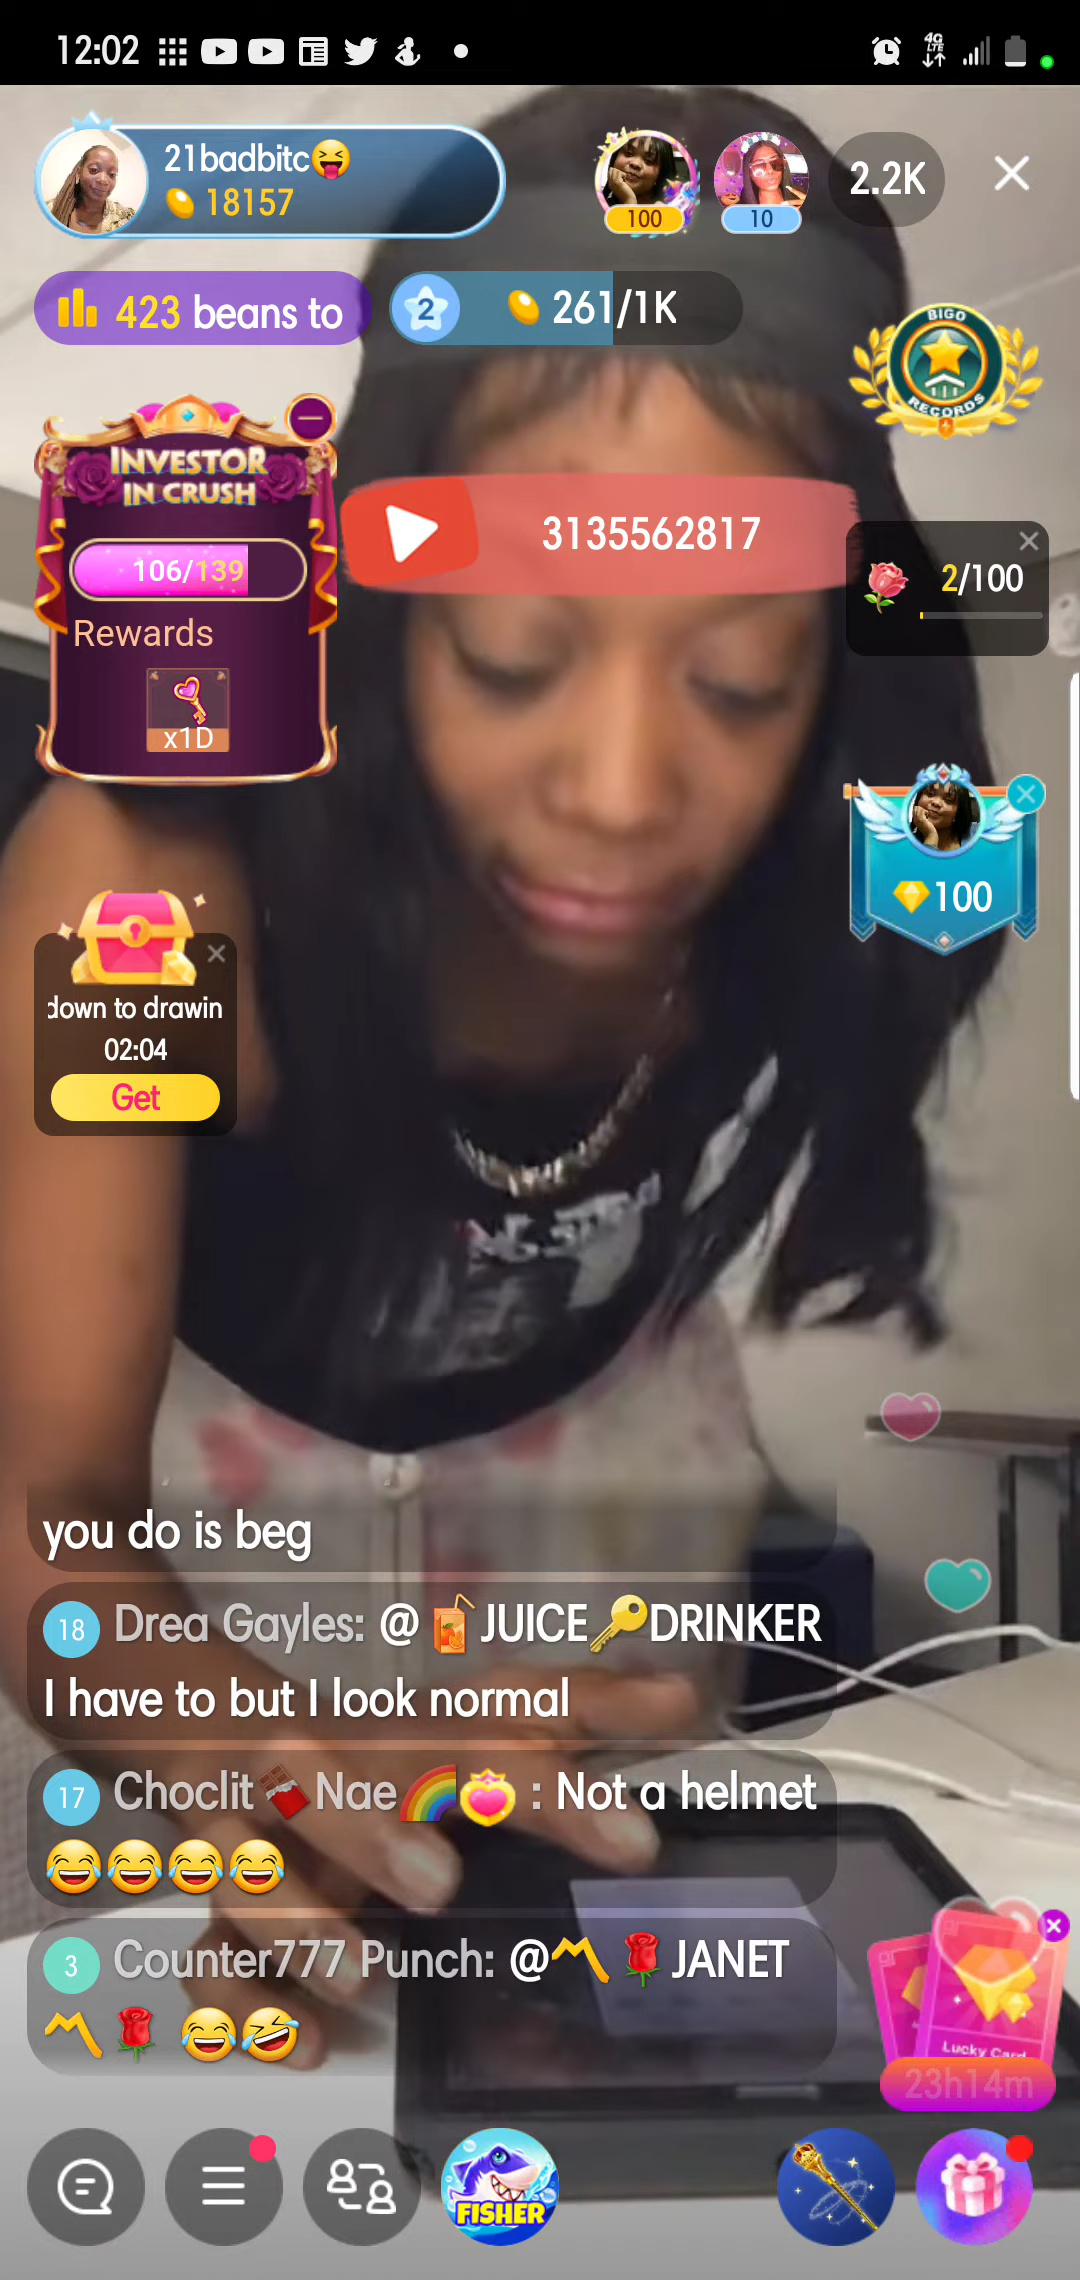 12:02
4G
LTE
21badbitc😝
18157
100
10
2.2K
423 beans to
2
261/1K
BIGO
RECORDS
INVESTOR
IN CRUSH
106/139
Rewards
x1D
3135562817
2/100
100
down to drawin
02:04
Get
you do is beg
18 Drea Gayles: @🧃JUICE🔑DRINKER
I have to but I look normal
17 Choclit🍫Nae🌈 : Not a helmet
😂😂😂😂
3 Counter777 Punch: @〽️🌹JANET
〽️🌹 😂🤣
Lucky Card
23h14m
FISHER